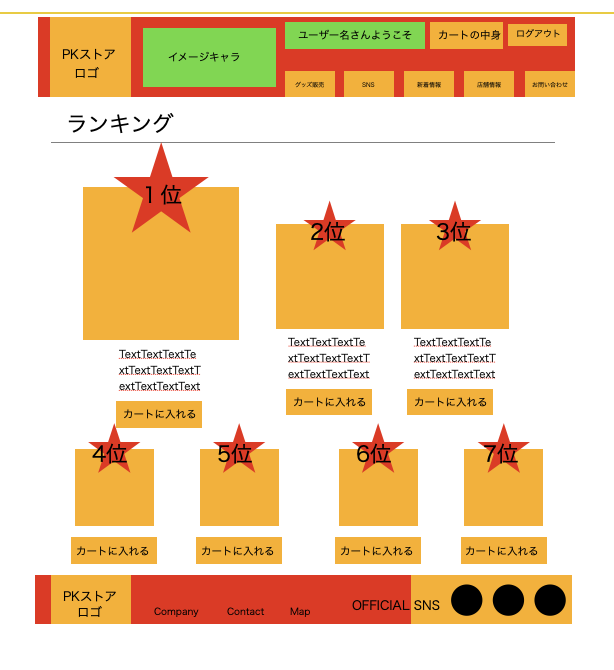 PKストア
ロゴ
イメージキャラ
ユーザー名さんようこそ
カートの中身
ログアウト
グッズ販売
SNS
新着情報
店舗情報
お問い合わせ
ランキング
1位
2位
3位
TextTextTextTe
xtTextTextTextT
extTextTextText
カートに入れる
TextTextTextTe
xtTextTextTextT
extTextTextText
カートに入れる
TextTextTextTe
xtTextTextTextT
extTextTextText
カートに入れる
4位
5位
6位
7位
カートに入れる
カートに入れる
カートに入れる
カートに入れる
PKストア
ロゴ
Company
Contact
Map
OFFICIAL SNS